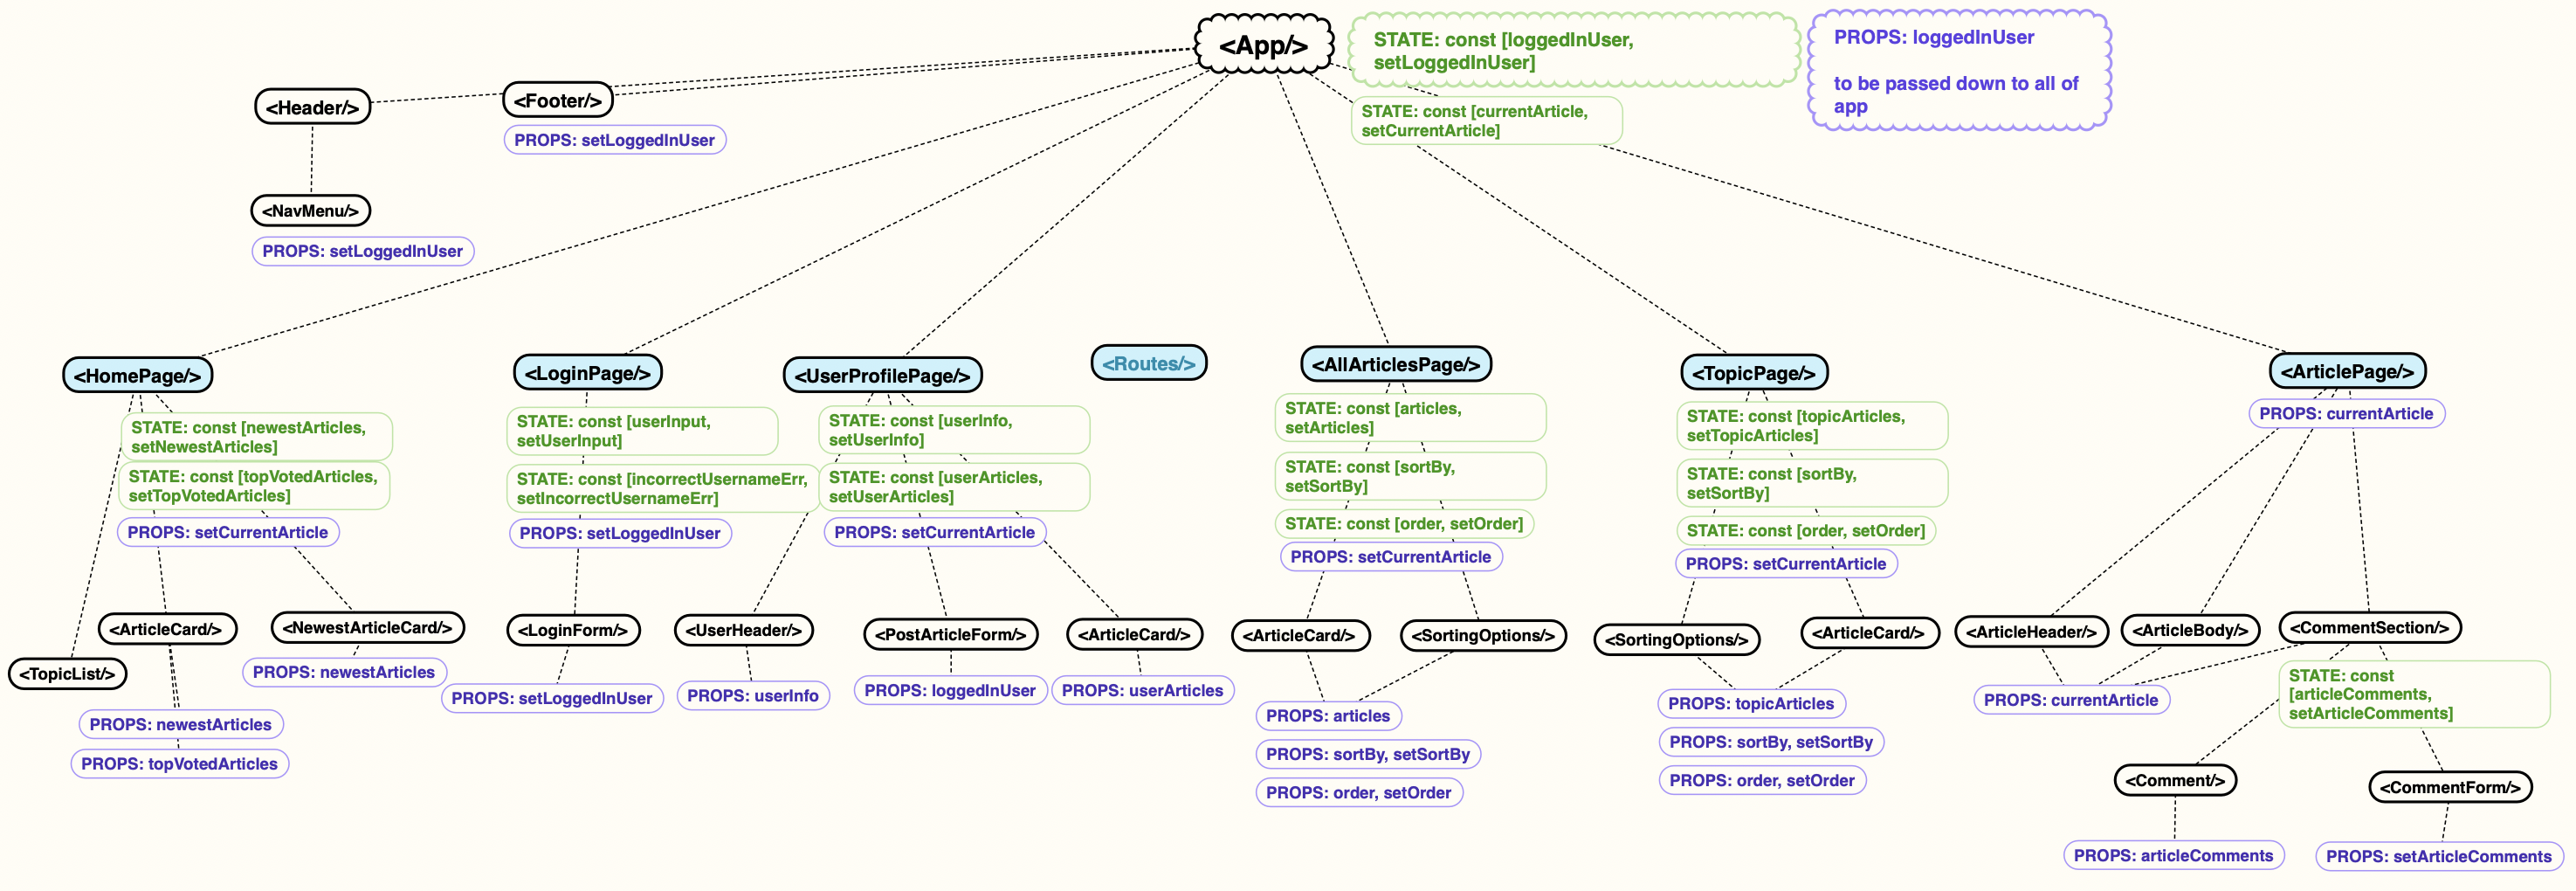 <App/>
STATE: const [loggedInUser,
setLoggedInUser]
PROPS: loggedInUser
to be passed down to all of
app
STATE: const [currentArticle,
setCurrentArticle]
<Header/>
<Footer/>
PROPS: setLoggedInUser
<NavMenu/>
PROPS: setLoggedInUser
<HomePage/>
STATE: const [newestArticles,
setNewestArticles]
STATE: const [topVotedArticles,
setTopVotedArticles]
PROPS: setCurrentArticle
<TopicList/>
<ArticleCard/>
PROPS: newestArticles
PROPS: topVotedArticles
<NewestArticleCard/>
PROPS: newestArticles
<LoginPage/>
STATE: const [userInput,
setUserInput]
STATE: const [incorrectUsernameErr,
setIncorrectUsernameErr]
PROPS: setLoggedInUser
<LoginForm/>
PROPS: setLoggedInUser
<UserProfilePage/>
STATE: const [userInfo,
setUserInfo]
STATE: const [userArticles,
setUserArticles]
PROPS: setCurrentArticle
<UserHeader/>
PROPS: userInfo
<PostArticleForm/>
PROPS: loggedInUser
<ArticleCard/>
PROPS: userArticles
<Routes/>
<AllArticlesPage/>
STATE: const [articles,
setArticles]
STATE: const [sortBy,
setSortBy]
STATE: const [order, setOrder]
PROPS: setCurrentArticle
<ArticleCard/>
<SortingOptions/>
PROPS: articles
PROPS: sortBy, setSortBy
PROPS: order, setOrder
<TopicPage/>
STATE: const [topicArticles,
setTopicArticles]
STATE: const [sortBy,
setSortBy]
STATE: const [order, setOrder]
PROPS: setCurrentArticle
<SortingOptions/>
<ArticleCard/>
PROPS: topicArticles
PROPS: sortBy, setSortBy
PROPS: order, setOrder
<ArticlePage/>
PROPS: currentArticle
<ArticleHeader/>
<ArticleBody/>
<CommentSection/>
PROPS: currentArticle
STATE: const
[articleComments,
setArticleComments]
<Comment/>
PROPS: articleComments
<CommentForm/>
PROPS: setArticleComments